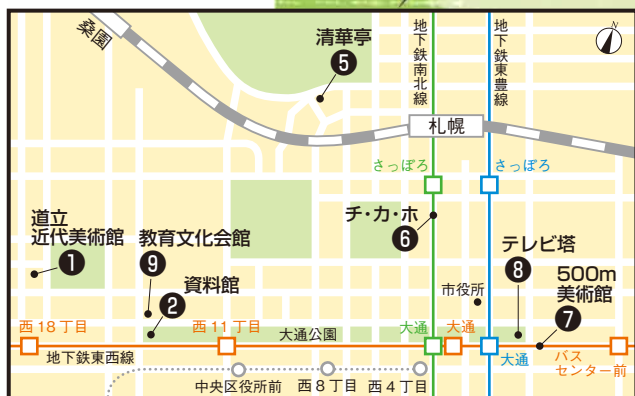 桑園
清華亭
5
地下鉄南北線
地下鉄東豊線
札幌
さっぽろ
さっぽろ
チ・カ・ホ
6
道立
近代美術館
1
教育文化会館
9
資料館
2
テレビ塔
8
500m
美術館
7
市役所
西18丁目
西11丁目
大通公園
大通
大通
大通
バス
センター前
地下鉄東西線
中央区役所前
西8丁目
西4丁目